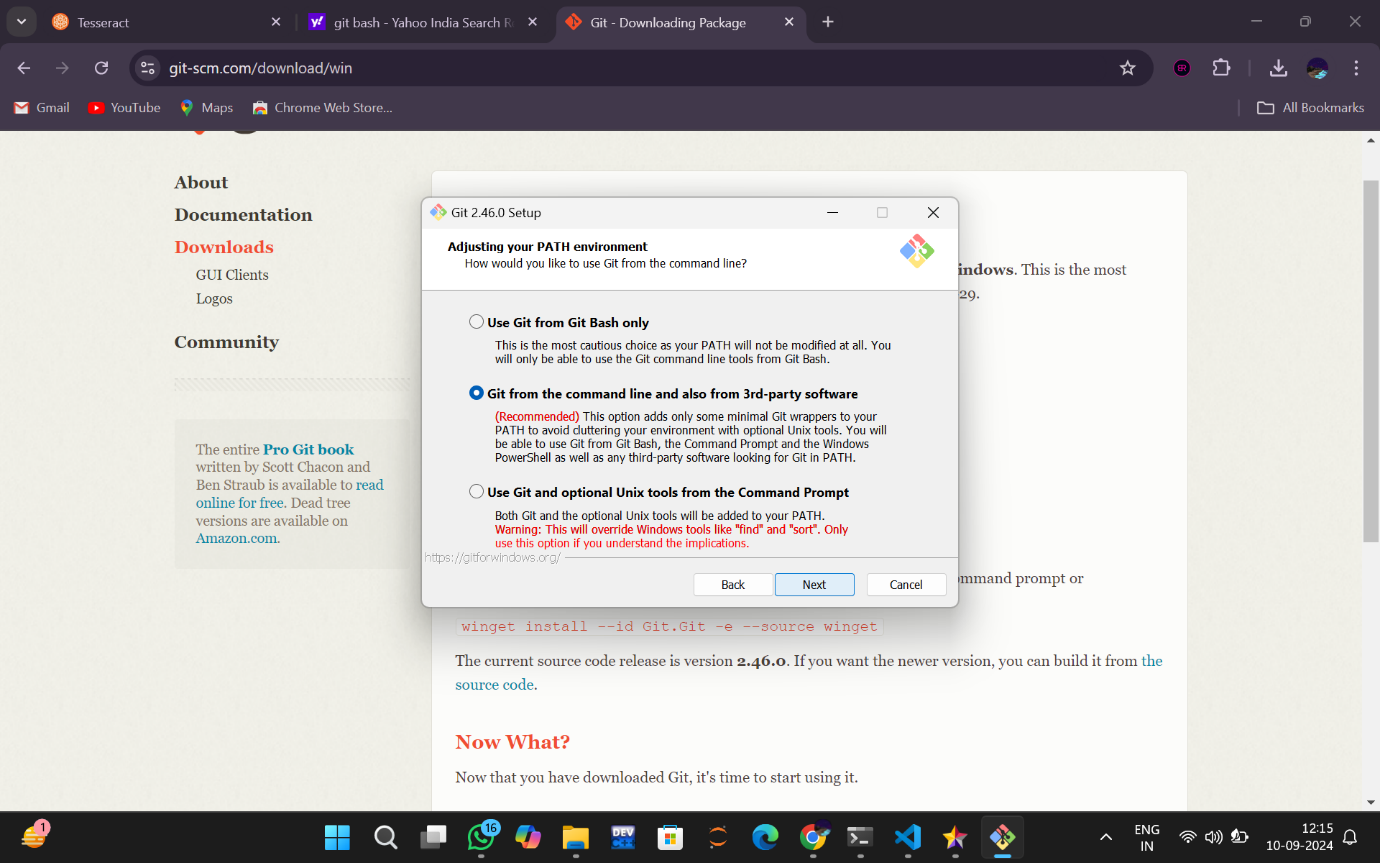 Tesseract
git bash - Yahoo India Search R
Git - Downloading Package
git-scm.com/download/win
Gmail
YouTube
Maps
Chrome Web Store...
All Bookmarks
About
Documentation
Downloads
GUI Clients
Logos
Community
The entire Pro Git book
written by Scott Chacon and
Ben Straub is available to read
online for free. Dead tree
versions are available on
Amazon.com.
indows. This is the most
29.
Git 2.46.0 Setup
Adjusting your PATH environment
How would you like to use Git from the command line?
Use Git from Git Bash only
This is the most cautious choice as your PATH will not be modified at all. You
will only be able to use the Git command line tools from Git Bash.
Git from the command line and also from 3rd-party software
(Recommended) This option adds only some minimal Git wrappers to your
PATH to avoid cluttering your environment with optional Unix tools. You will
be able to use Git from Git Bash, the Command Prompt and the Windows
PowerShell as well as any third-party software looking for Git in PATH.
Use Git and optional Unix tools from the Command Prompt
Both Git and the optional Unix tools will be added to your PATH.
Warning: This will override Windows tools like "find" and "sort". Only
use this option if you understand the implications.
https://gitforwindows.org/
Back
Next
Cancel
ommand prompt or
winget install --id Git.Git -e --source winget
The current source code release is version 2.46.0. If you want the newer version, you can build it from the
source code.
Now What?
Now that you have downloaded Git, it's time to start using it.
1
16
DEV
ENG
IN
12:15
10-09-2024